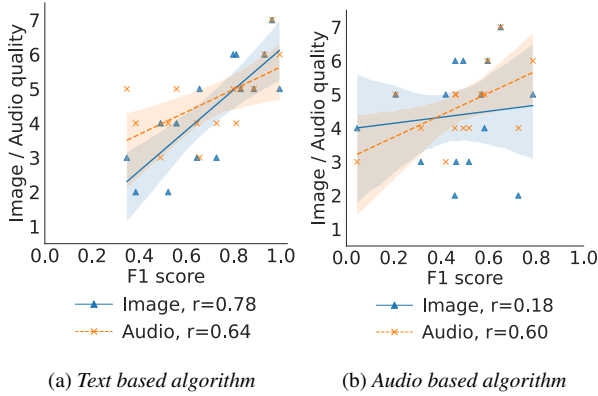 Image / Audio quality
7
6
5
4
3
2
1
0.0 0.2 0.4 0.6 0.8 1.0
F1 score
Image, r=0.78
Audio, r=0.64
(a) Text based algorithm
Image / Audio quality
7
6
5
4
3
2
1
0.0 0.2 0.4 0.6 0.8 1.0
F1 score
Image, r=0.18
Audio, r=0.60
(b) Audio based algorithm